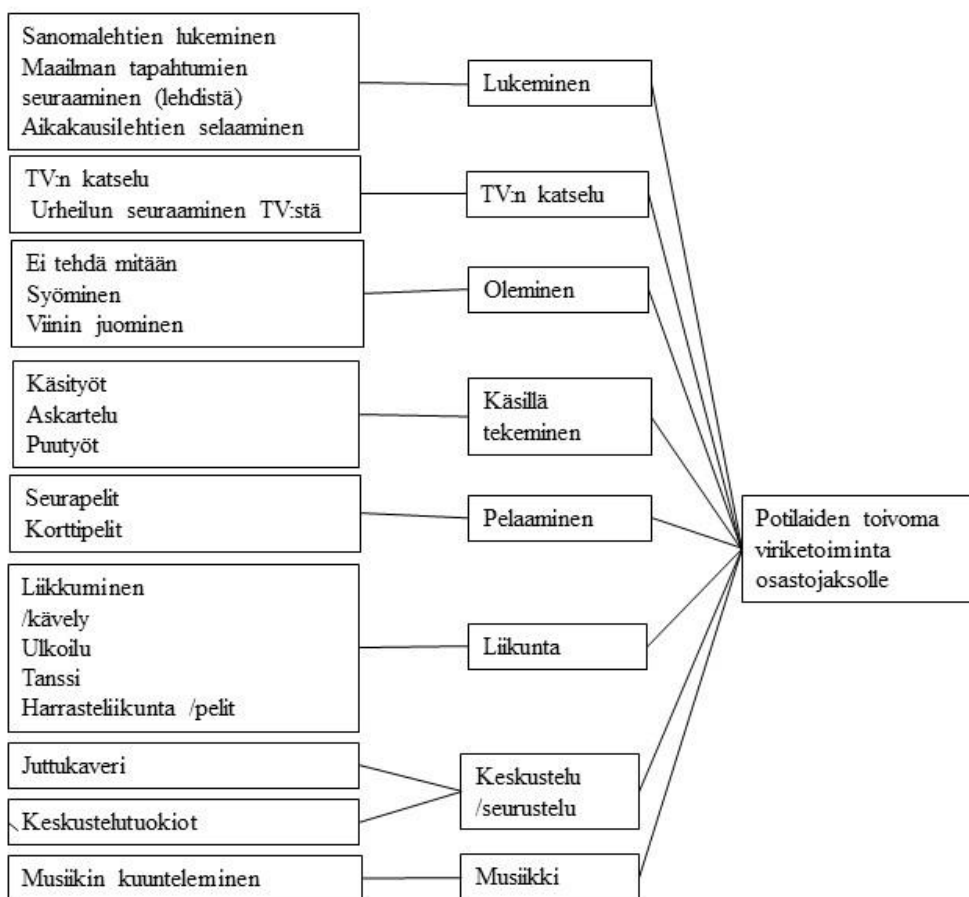 Sanomalehtien lukeminen
Maailman tapahtumien
seuraaminen (lehdistä)
Aikakausilehtien selaaminen
Lukeminen
TV:n katselu
Urheilun seuraaminen TV:stä
TV:n katselu
Ei tehdä mitään
Syöminen
Viinin juominen
Oleminen
Käsityöt
Askartelu
Puutyöt
Käsillä
tekeminen
Seurapelit
Korttipelit
Pelaaminen
Liikkuminen
/kävely
Ulkoilu
Tanssi
Harrasteliikunta /pelit
Liikunta
Juttukaveri
Keskustelutuokiot
Keskustelu
/seurustelu
Musiikin kuunteleminen
Musiikki
Potilaiden toivoma
viriketoiminta
osastojaksolle